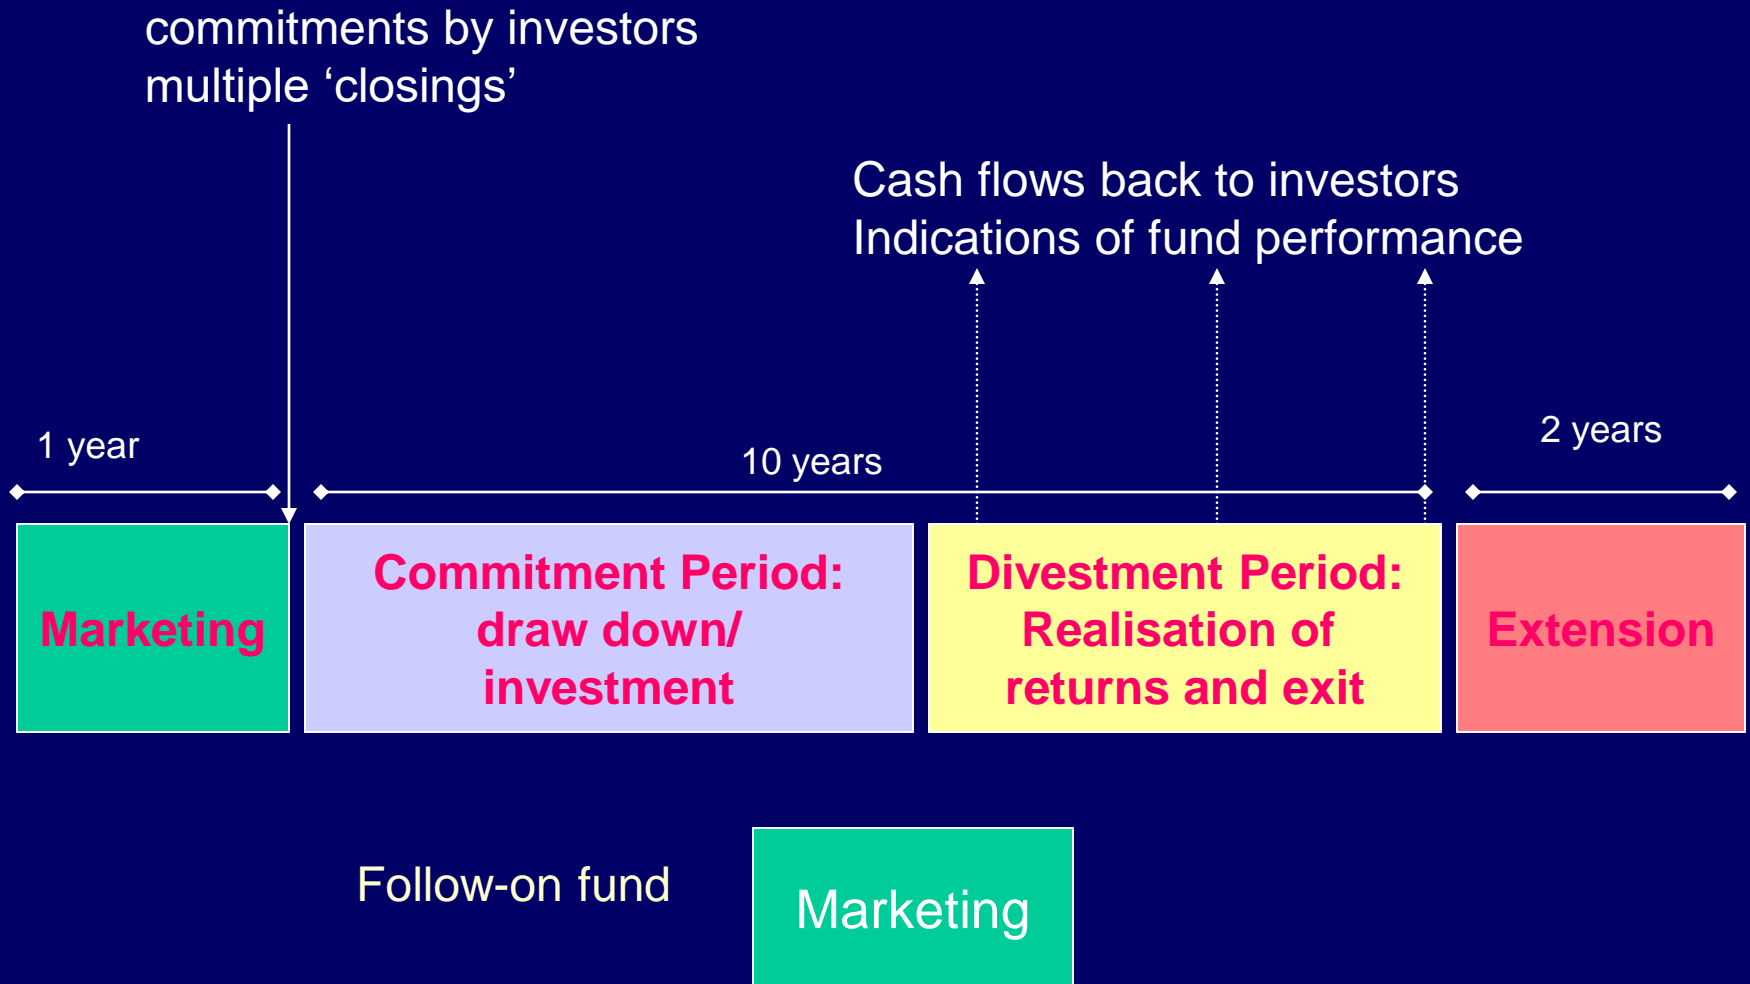 commitments by investors
multiple ‘closings’
Cash flows back to investors
Indications of fund performance
1 year
10 years
2 years
Marketing
Commitment Period:
draw down/
investment
Divestment Period:
Realisation of
returns and exit
Extension
Follow-on fund
Marketing